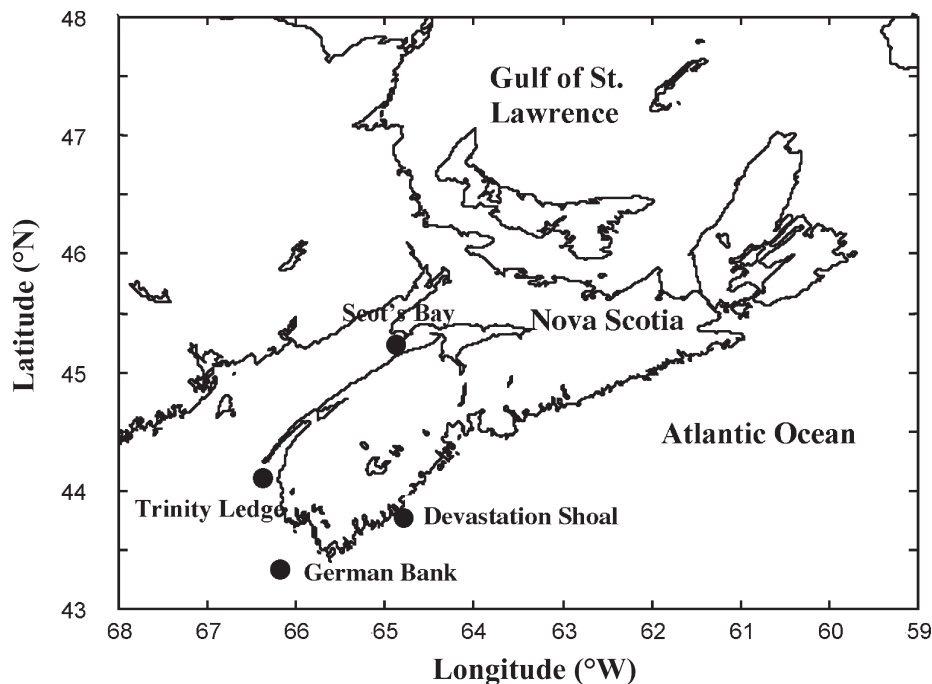 48
47
46
45
44
43
Latitude (°N)
Gulf of St.
Lawrence
Scot's Bay
Nova Scotia
Atlantic Ocean
Trinity Ledge
Devastation Shoal
German Bank
68 67 66 65 64 63 62 61 60 59
Longitude (°W)